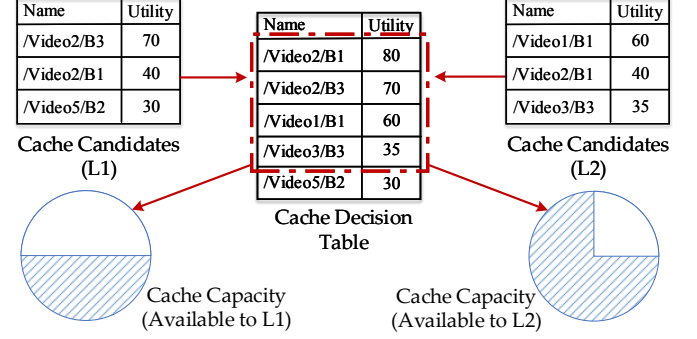 Name Utility
/Video2/B3 70
/Video2/B1 40
/Video5/B2 30
Cache Candidates
(L1)
Name Utility
/Video2/B1 80
/Video2/B3 70
/Video1/B1 60
/Video3/B3 35
/Video5/B2 30
Cache Decision
Table
Name Utility
/Video1/B1 60
/Video2/B1 40
/Video3/B3 35
Cache Candidates
(L2)
Cache Capacity
(Available to L1)
Cache Capacity
(Available to L2)